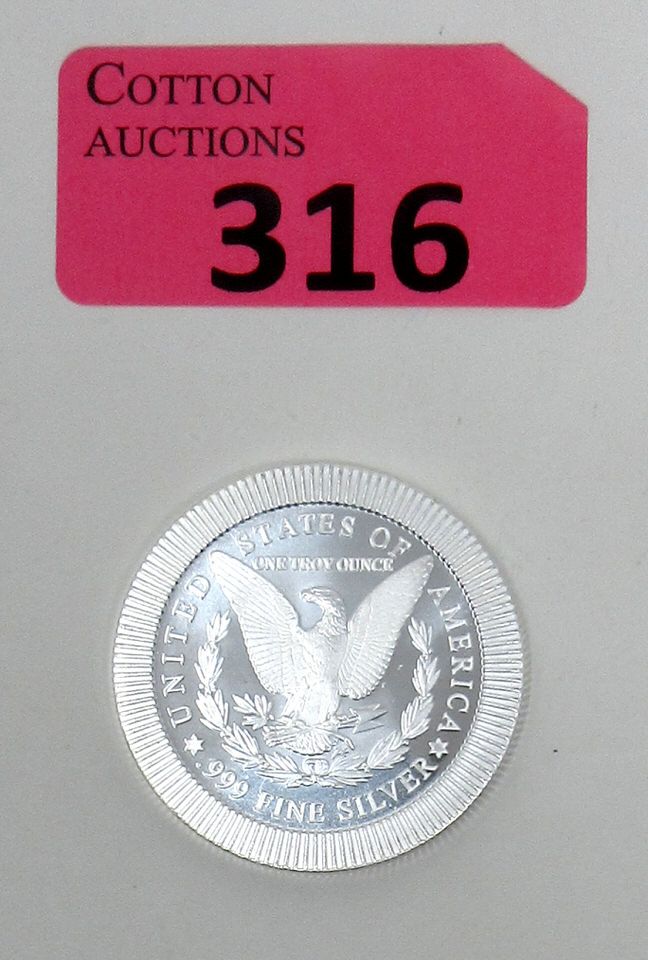 COTTON
AUCTIONS
316
UNITED STATES OF AMERICA
ONE TROY OUNCE
.999 FINE SILVER